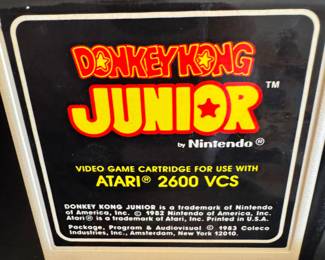 DONKEY KONG
JUNIOR™
by Nintendo®
VIDEO GAME CARTRIDGE FOR USE WITH
ATARI® 2600 VCS
DONKEY KONG JUNIOR is a trademark of Nintendo
of America, Inc. © 1982 Nintendo of America, Inc.
Atari® is a trademark of Atari, Inc. Printed in U.S.A.
Package, Program & Audiovisual © 1983 Coleco
Industries, Inc., Amsterdam, New York 12010.